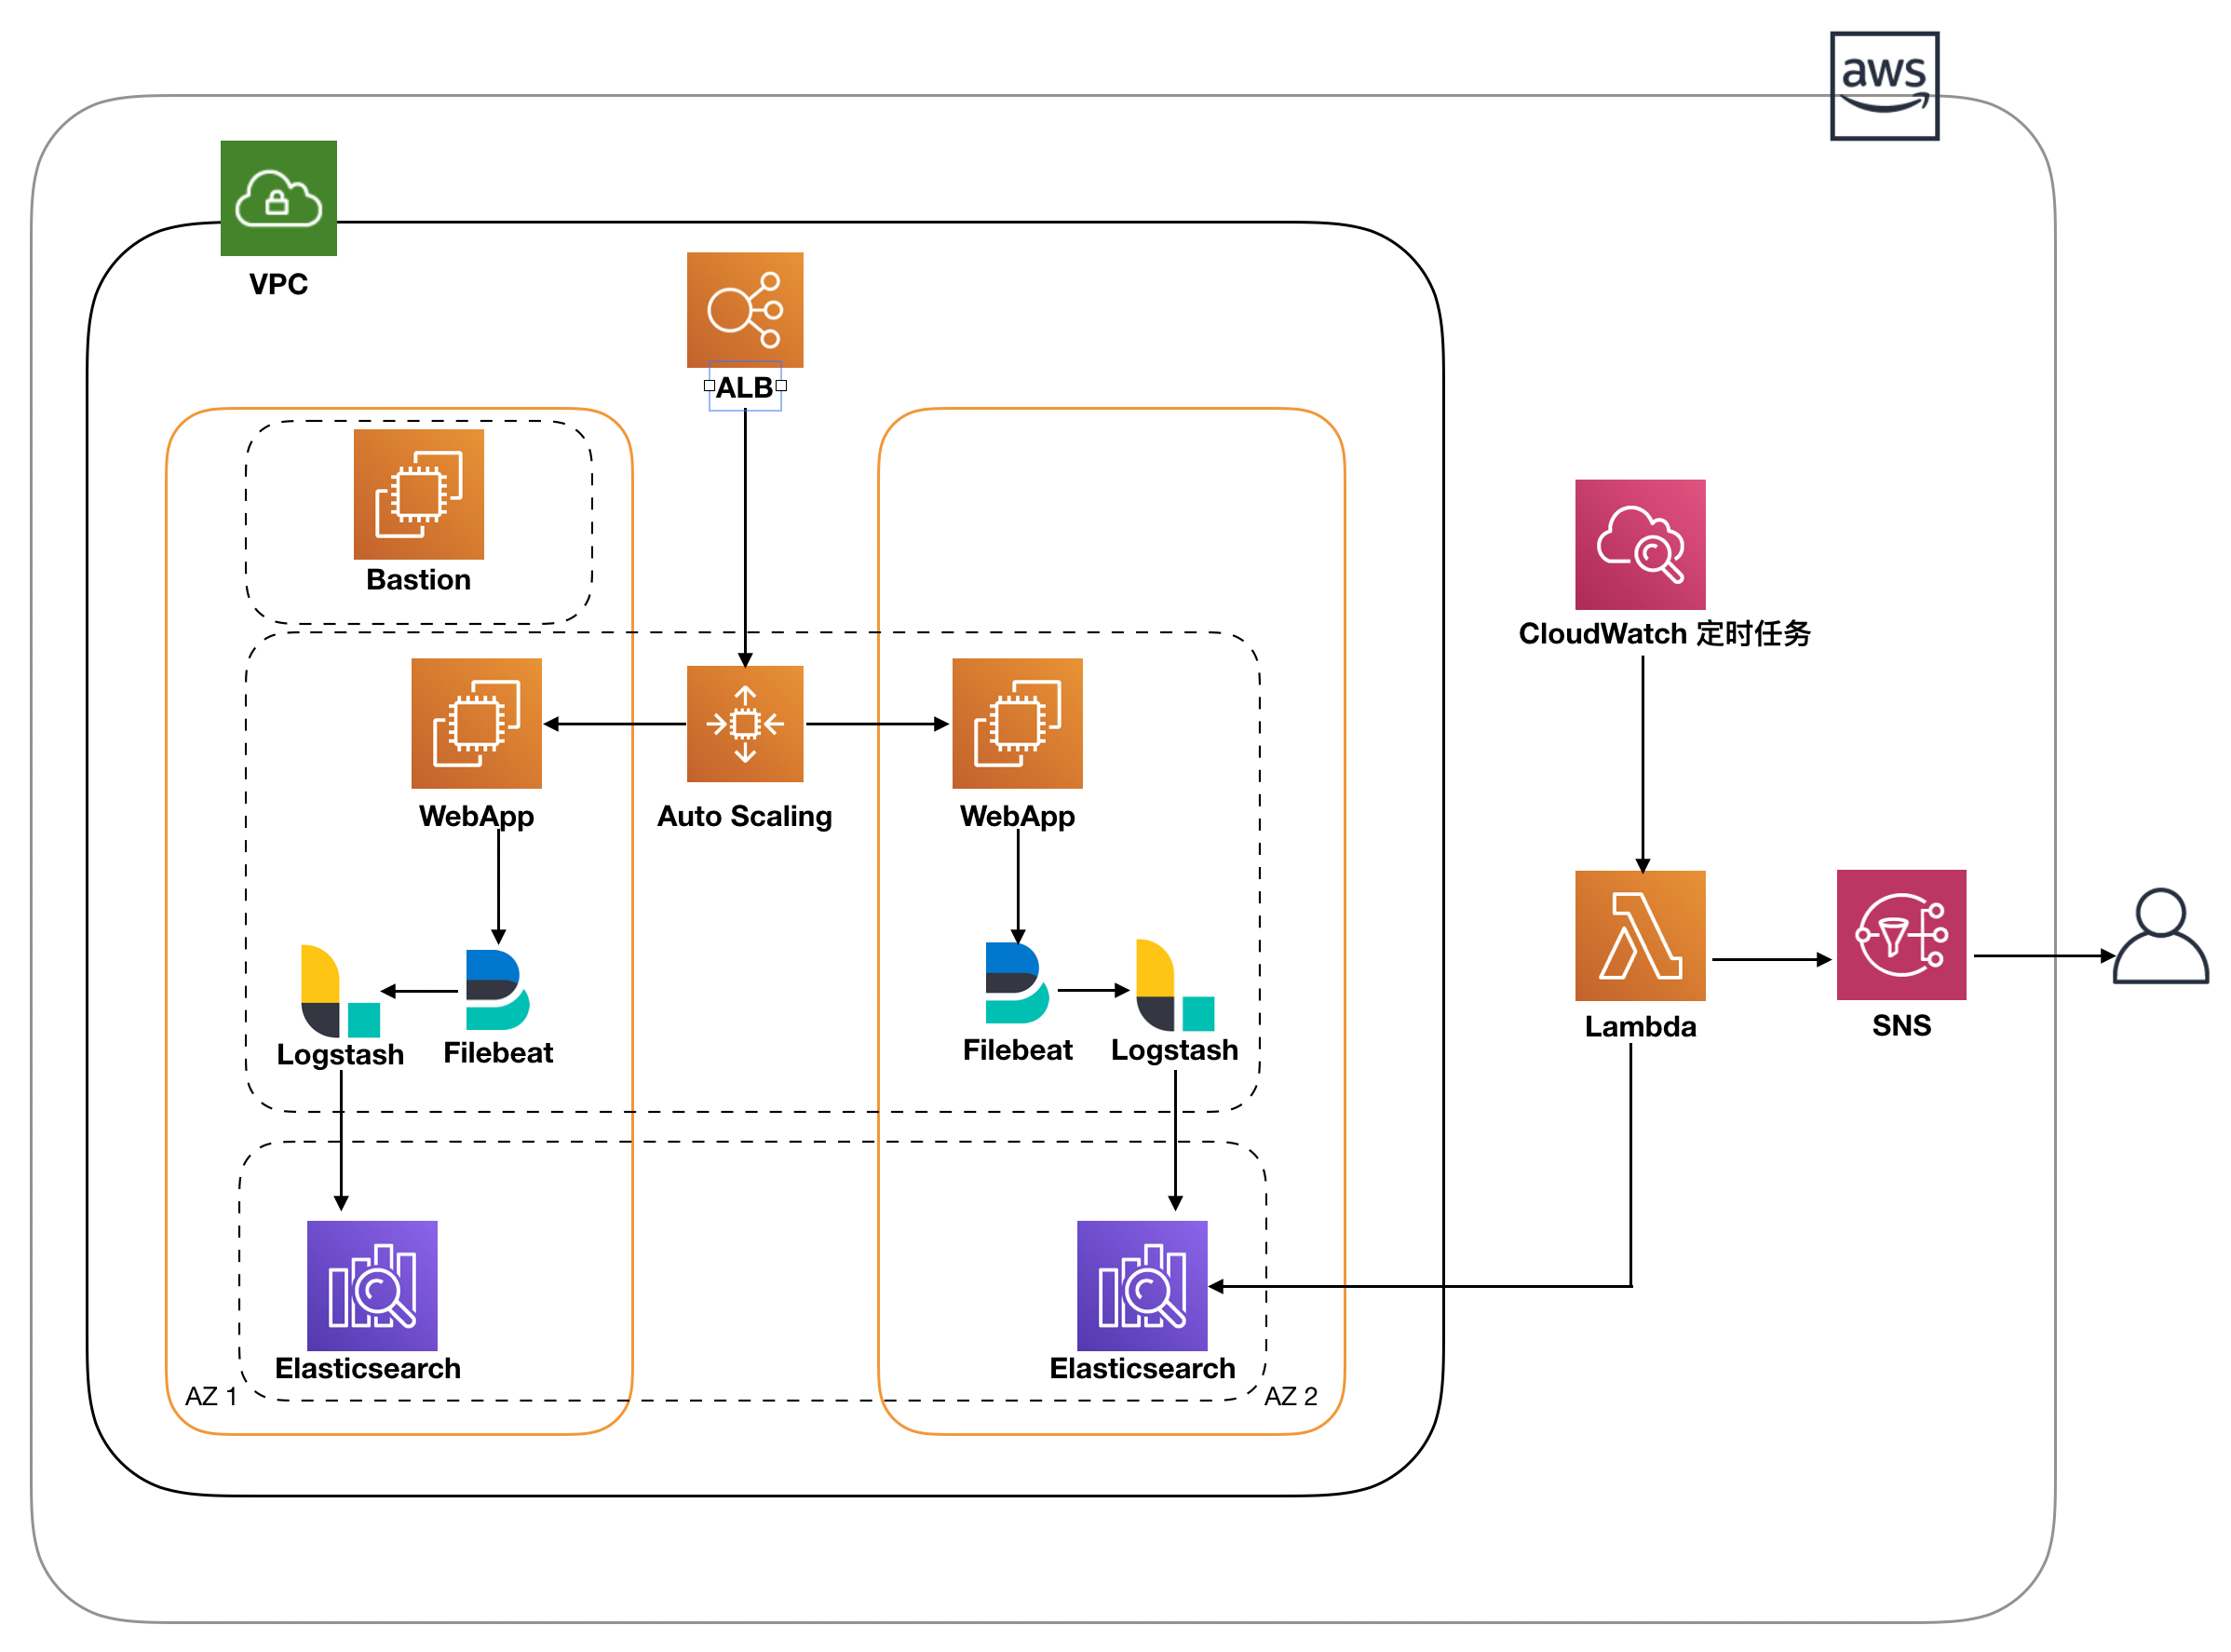 aws
VPC
ALB
Bastion
CloudWatch 定时任务
WebApp
Auto Scaling
WebApp
Logstash
Filebeat
Filebeat
Logstash
Lambda
SNS
Elasticsearch
Elasticsearch
AZ 1
AZ 2